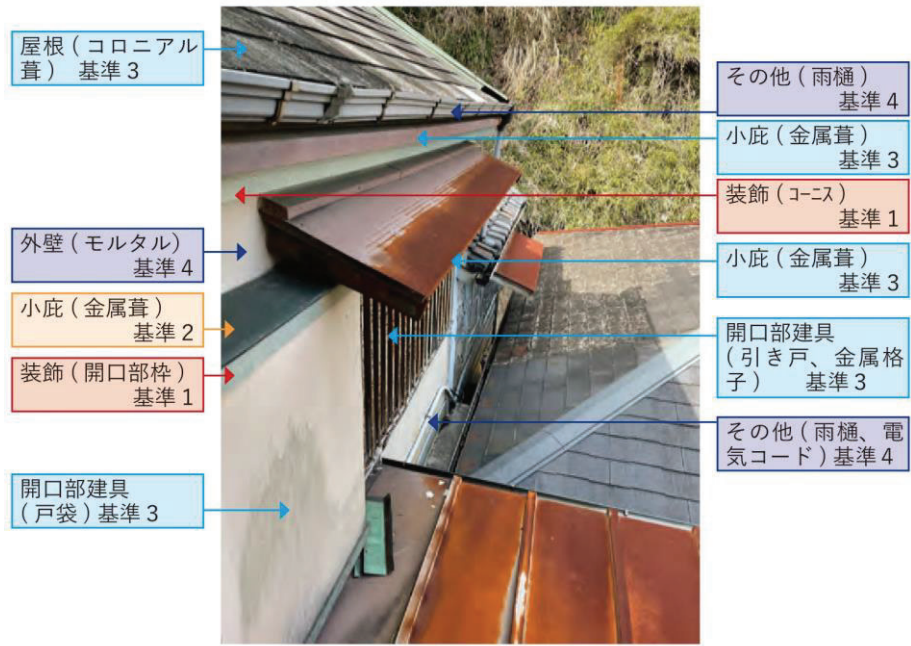 屋根(コロニアル
葺) 基準3
外壁(モルタル)
基準4
小庇(金属葺)
基準2
装飾(開口部枠)
基準1
開口部建具
(戸袋)基準3
その他(雨樋)
基準4
小庇(金属葺)
基準3
装飾(コーニス)
基準1
小庇(金属葺)
基準3
開口部建具
(引き戸、金属格
子) 基準3
その他(雨樋、電
気コード)基準4